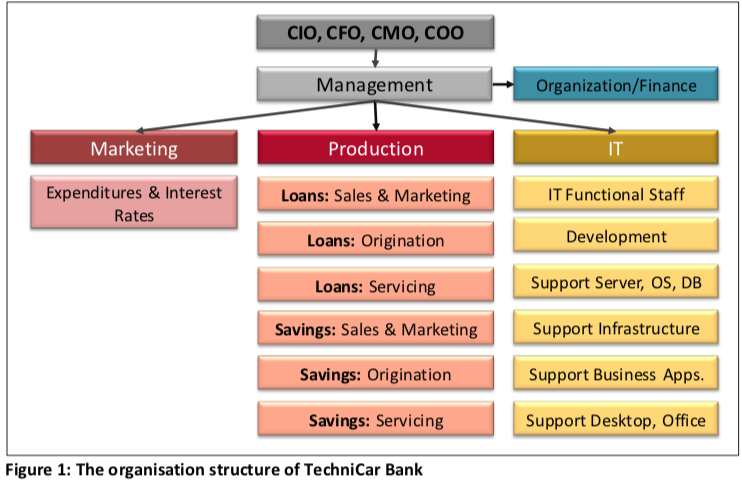 CIO, CFO, CMO, COO
Management
Organization/Finance
Marketing
Production
IT
Expenditures & Interest
Rates
Loans: Sales & Marketing
IT Functional Staff
Loans: Origination
Development
Loans: Servicing
Support Server, OS, DB
Savings: Sales & Marketing
Support Infrastructure
Savings: Origination
Support Business Apps.
Savings: Servicing
Support Desktop, Office
Figure 1: The organisation structure of TechniCar Bank